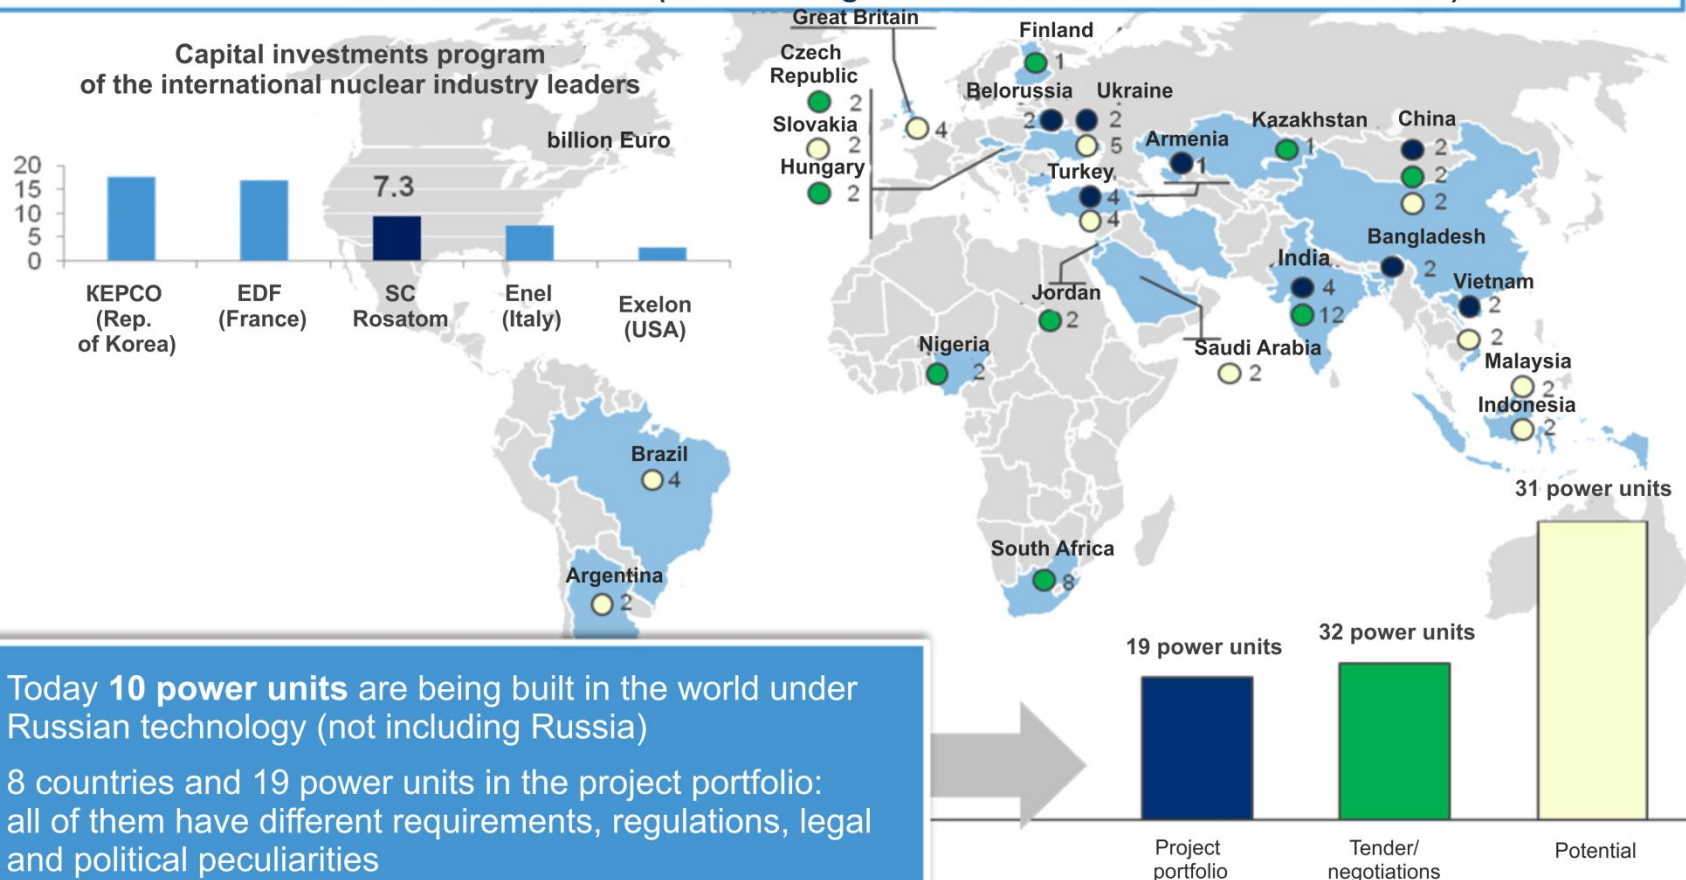 Capital investments program
of the international nuclear industry leaders
billion Euro
20
15
10
5
0
7.3
KEPCO
(Rep.
of Korea)
EDF
(France)
SC
Rosatom
Enel
(Italy)
Exelon
(USA)
Great Britain
4
Czech
Republic
2
Slovakia
2
Hungary
2
Finland
1
Belorussia
2
Ukraine
2
5
Armenia
1
Turkey
4
4
Kazakhstan
1
China
2
2
2
Bangladesh
2
India
4
12
Vietnam
2
2
Jordan
2
Nigeria
2
Saudi Arabia
2
Malaysia
2
Indonesia
2
Brazil
4
Argentina
2
South Africa
8
31 power units
32 power units
19 power units
Project
portfolio
Tender/
negotiations
Potential
Today 10 power units are being built in the world under
Russian technology (not including Russia)
8 countries and 19 power units in the project portfolio:
all of them have different requirements, regulations, legal
and political peculiarities